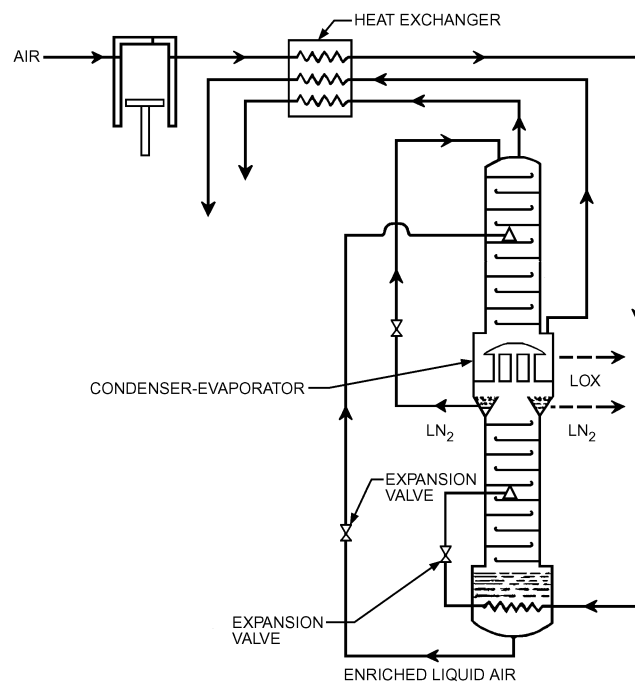 HEAT EXCHANGER
AIR
CONDENSER-EVAPORATOR
LOX
LN₂
LN₂
EXPANSION
VALVE
EXPANSION
VALVE
ENRICHED LIQUID AIR